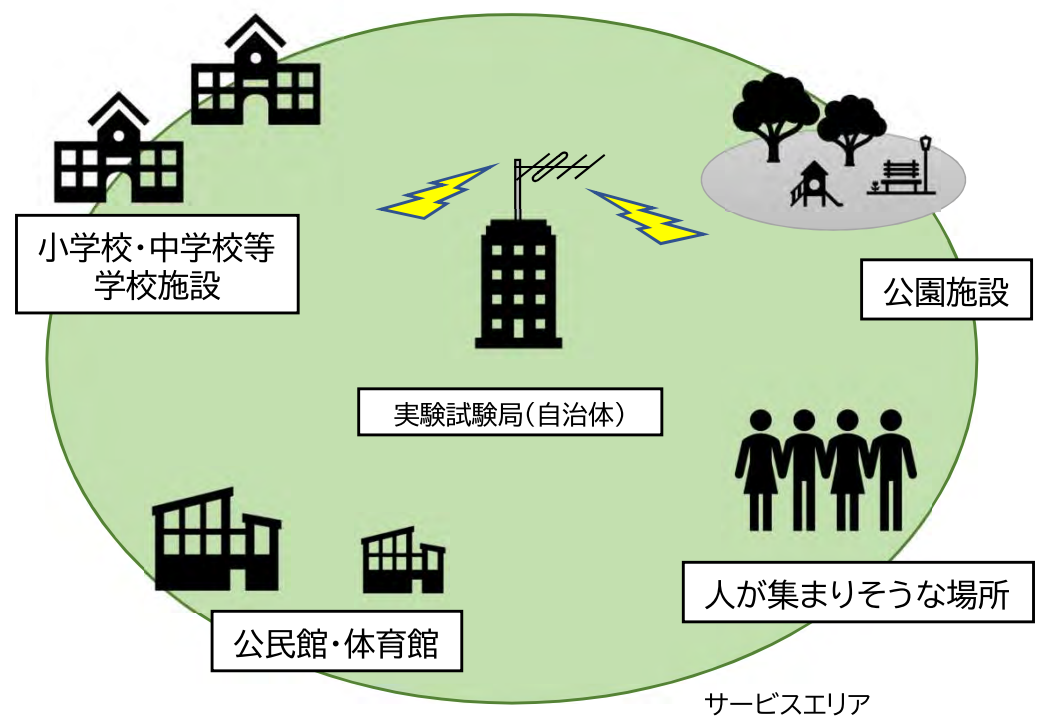 小学校・中学校等
学校施設
公園施設
実験試験局（自治体）
人が集まりそうな場所
公民館・体育館
サービスエリア